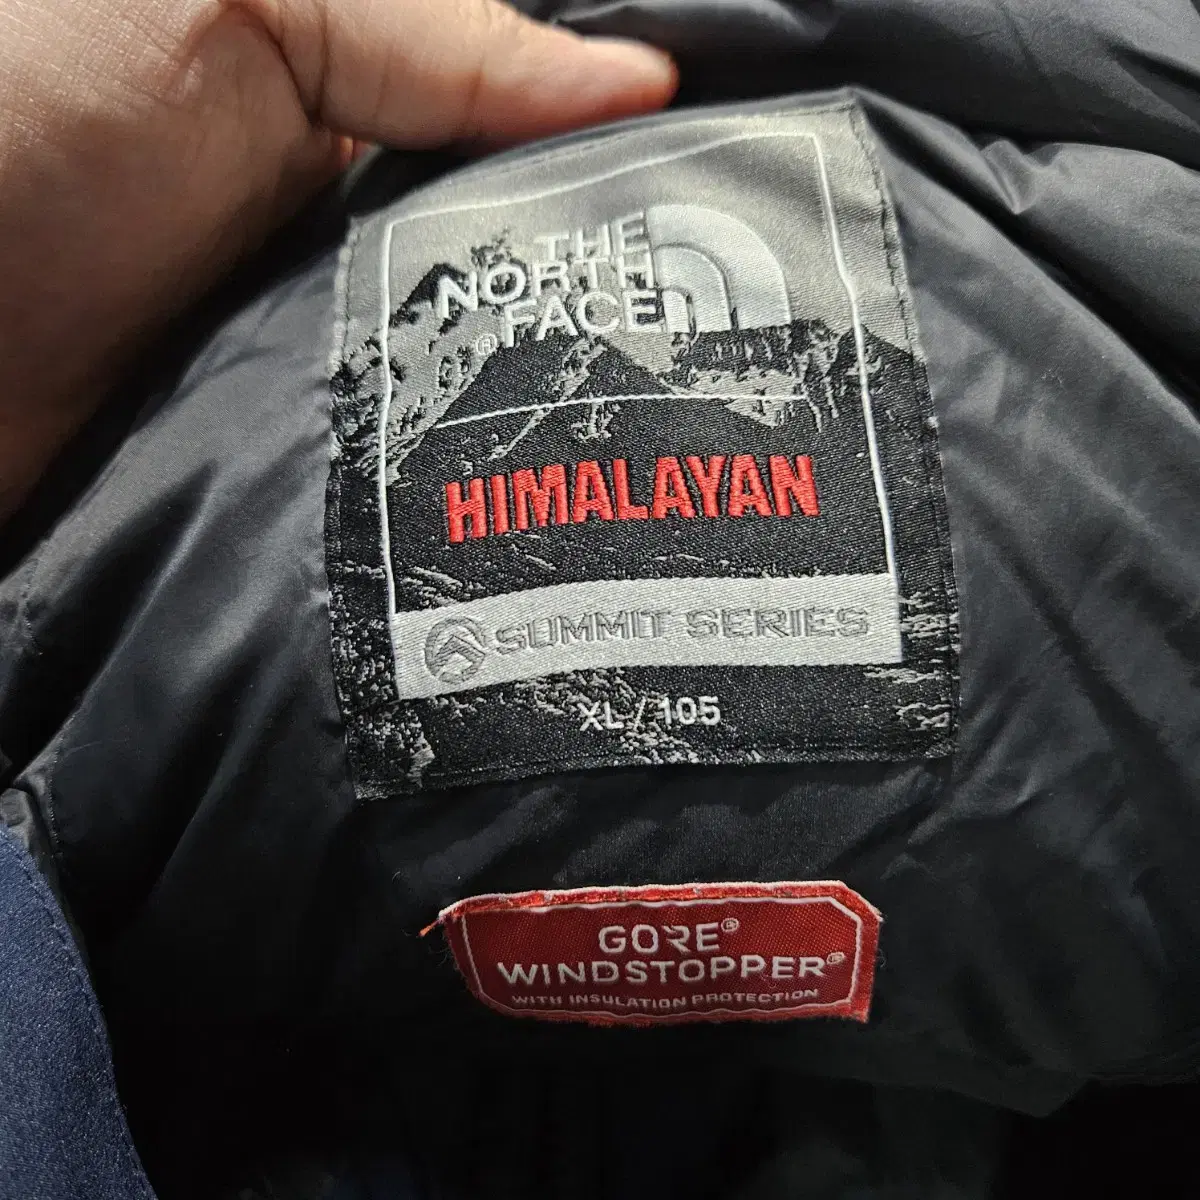 THE
NORTH
® FACE
HIMALAYAN
SUMMIT SERIES
XL / 105
GORE®
WINDSTOPPER®
WITH INSULATION PROTECTION